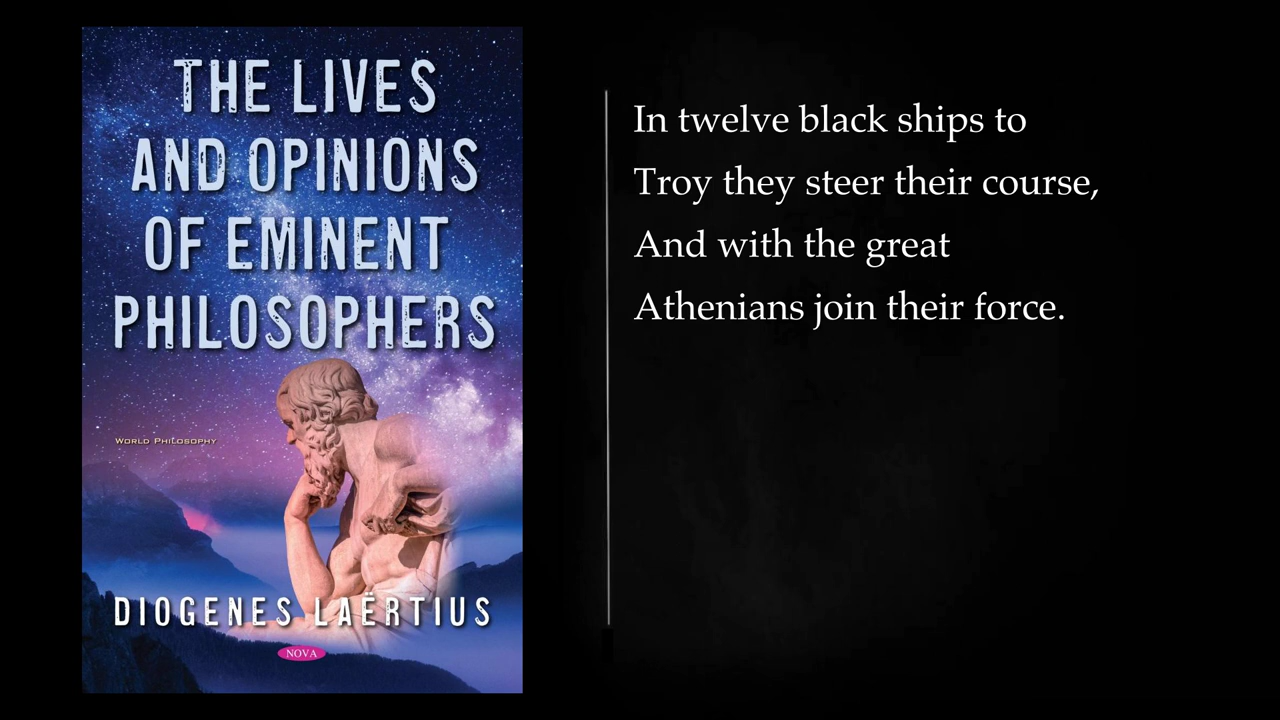 THE LIVES
AND OPINIONS
OF EMINENT
PHILOSOPHERS
WORLD PHILOSOPHY
DIOGENES LAËRTIUS
NOVA
In twelve black ships to
Troy they steer their course,
And with the great
Athenians join their force.